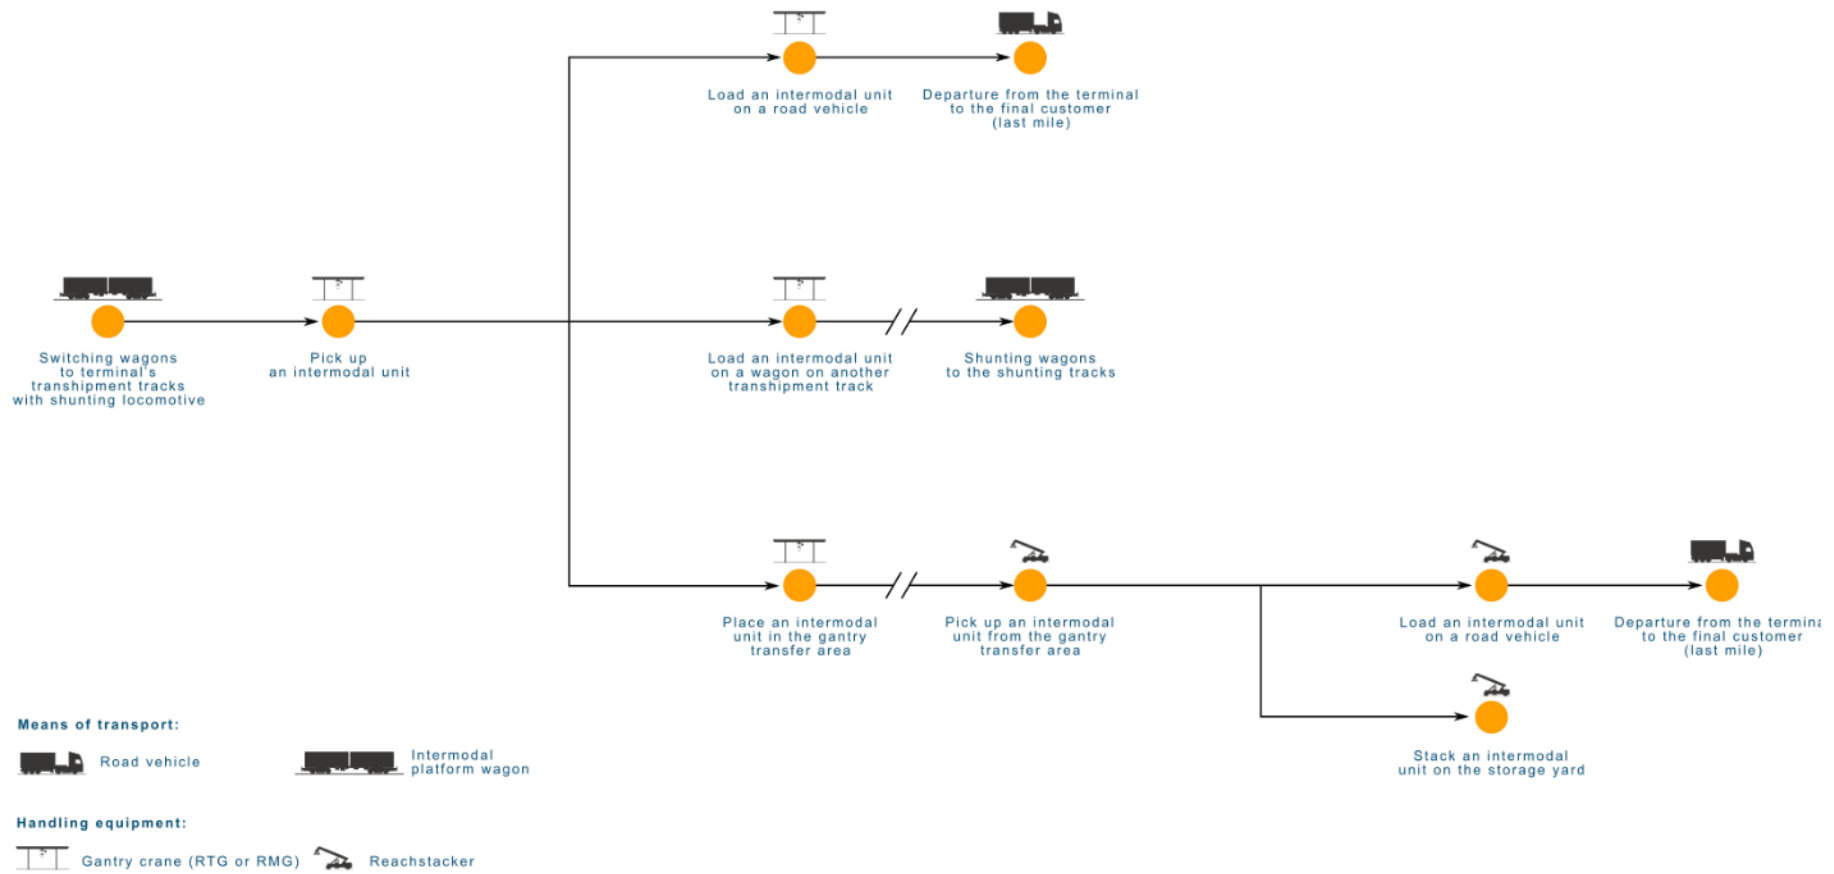 Load an intermodal unit
on a road vehicle
Departure from the terminal
to the final customer
(last mile)
Switching wagons
to terminal's
transhipment tracks
with shunting locomotive
Pick up
an intermodal unit
Load an intermodal unit
on a wagon on another
transhipment track
Shunting wagons
to the shunting tracks
Place an intermodal
unit in the gantry
transfer area
Pick up an intermodal
unit from the gantry
transfer area
Load an intermodal unit
on a road vehicle
Departure from the termina
to the final customer
(last mile)
Stack an intermodal
unit on the storage yard
Means of transport:
Road vehicle
Intermodal
platform wagon
Handling equipment:
Gantry crane (RTG or RMG)
Reachstacker